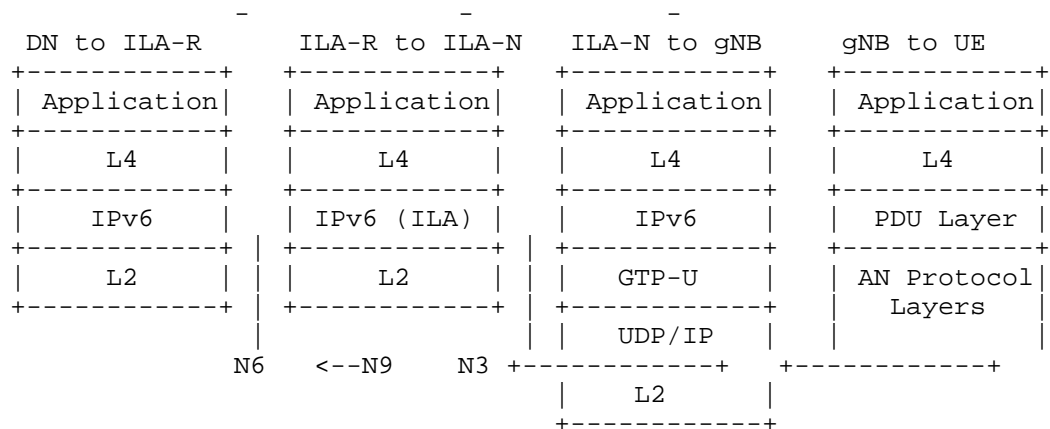 DN to ILA-R ILA-R to ILA-N ILA-N to gNB gNB to UE
Application Application Application Application
L4 L4 L4 L4
IPv6 IPv6 (ILA) IPv6 PDU Layer
L2 L2 GTP-U AN Protocol
Layers
UDP/IP
N6 <--N9 N3
L2